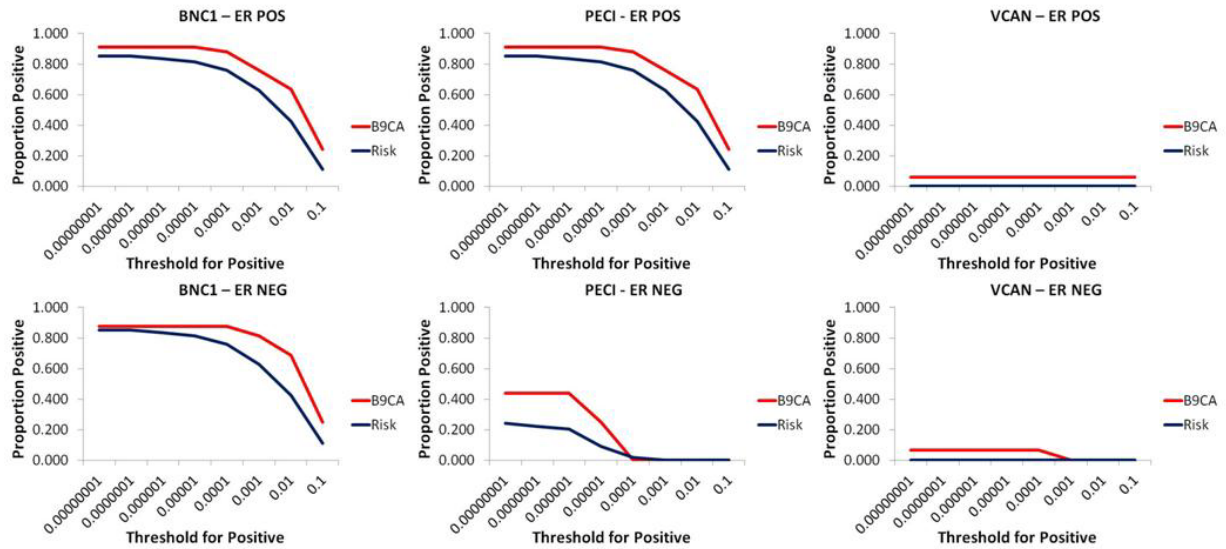 BNC1 – ER POS
Proportion Positive
1.000
0.800
0.600
0.400
0.200
0.000
0.00000001
0.0000001
0.000001
0.00001
0.0001
0.001
0.01
0.1
Threshold for Positive
B9CA
Risk
PECI - ER POS
Proportion Positive
1.000
0.800
0.600
0.400
0.200
0.000
0.00000001
0.0000001
0.000001
0.00001
0.0001
0.001
0.01
0.1
Threshold for Positive
B9CA
Risk
VCAN – ER POS
Proportion Positive
1.000
0.800
0.600
0.400
0.200
0.000
0.00000001
0.0000001
0.000001
0.00001
0.0001
0.001
0.01
0.1
Threshold for Positive
B9CA
Risk
BNC1 – ER NEG
Proportion Positive
1.000
0.800
0.600
0.400
0.200
0.000
0.00000001
0.0000001
0.000001
0.00001
0.0001
0.001
0.01
0.1
Threshold for Positive
B9CA
Risk
PECI - ER NEG
Proportion Positive
1.000
0.800
0.600
0.400
0.200
0.000
0.00000001
0.0000001
0.000001
0.00001
0.0001
0.001
0.01
0.1
Threshold for Positive
B9CA
Risk
VCAN – ER NEG
Proportion Positive
1.000
0.800
0.600
0.400
0.200
0.000
0.00000001
0.0000001
0.000001
0.00001
0.0001
0.001
0.01
0.1
Threshold for Positive
B9CA
Risk